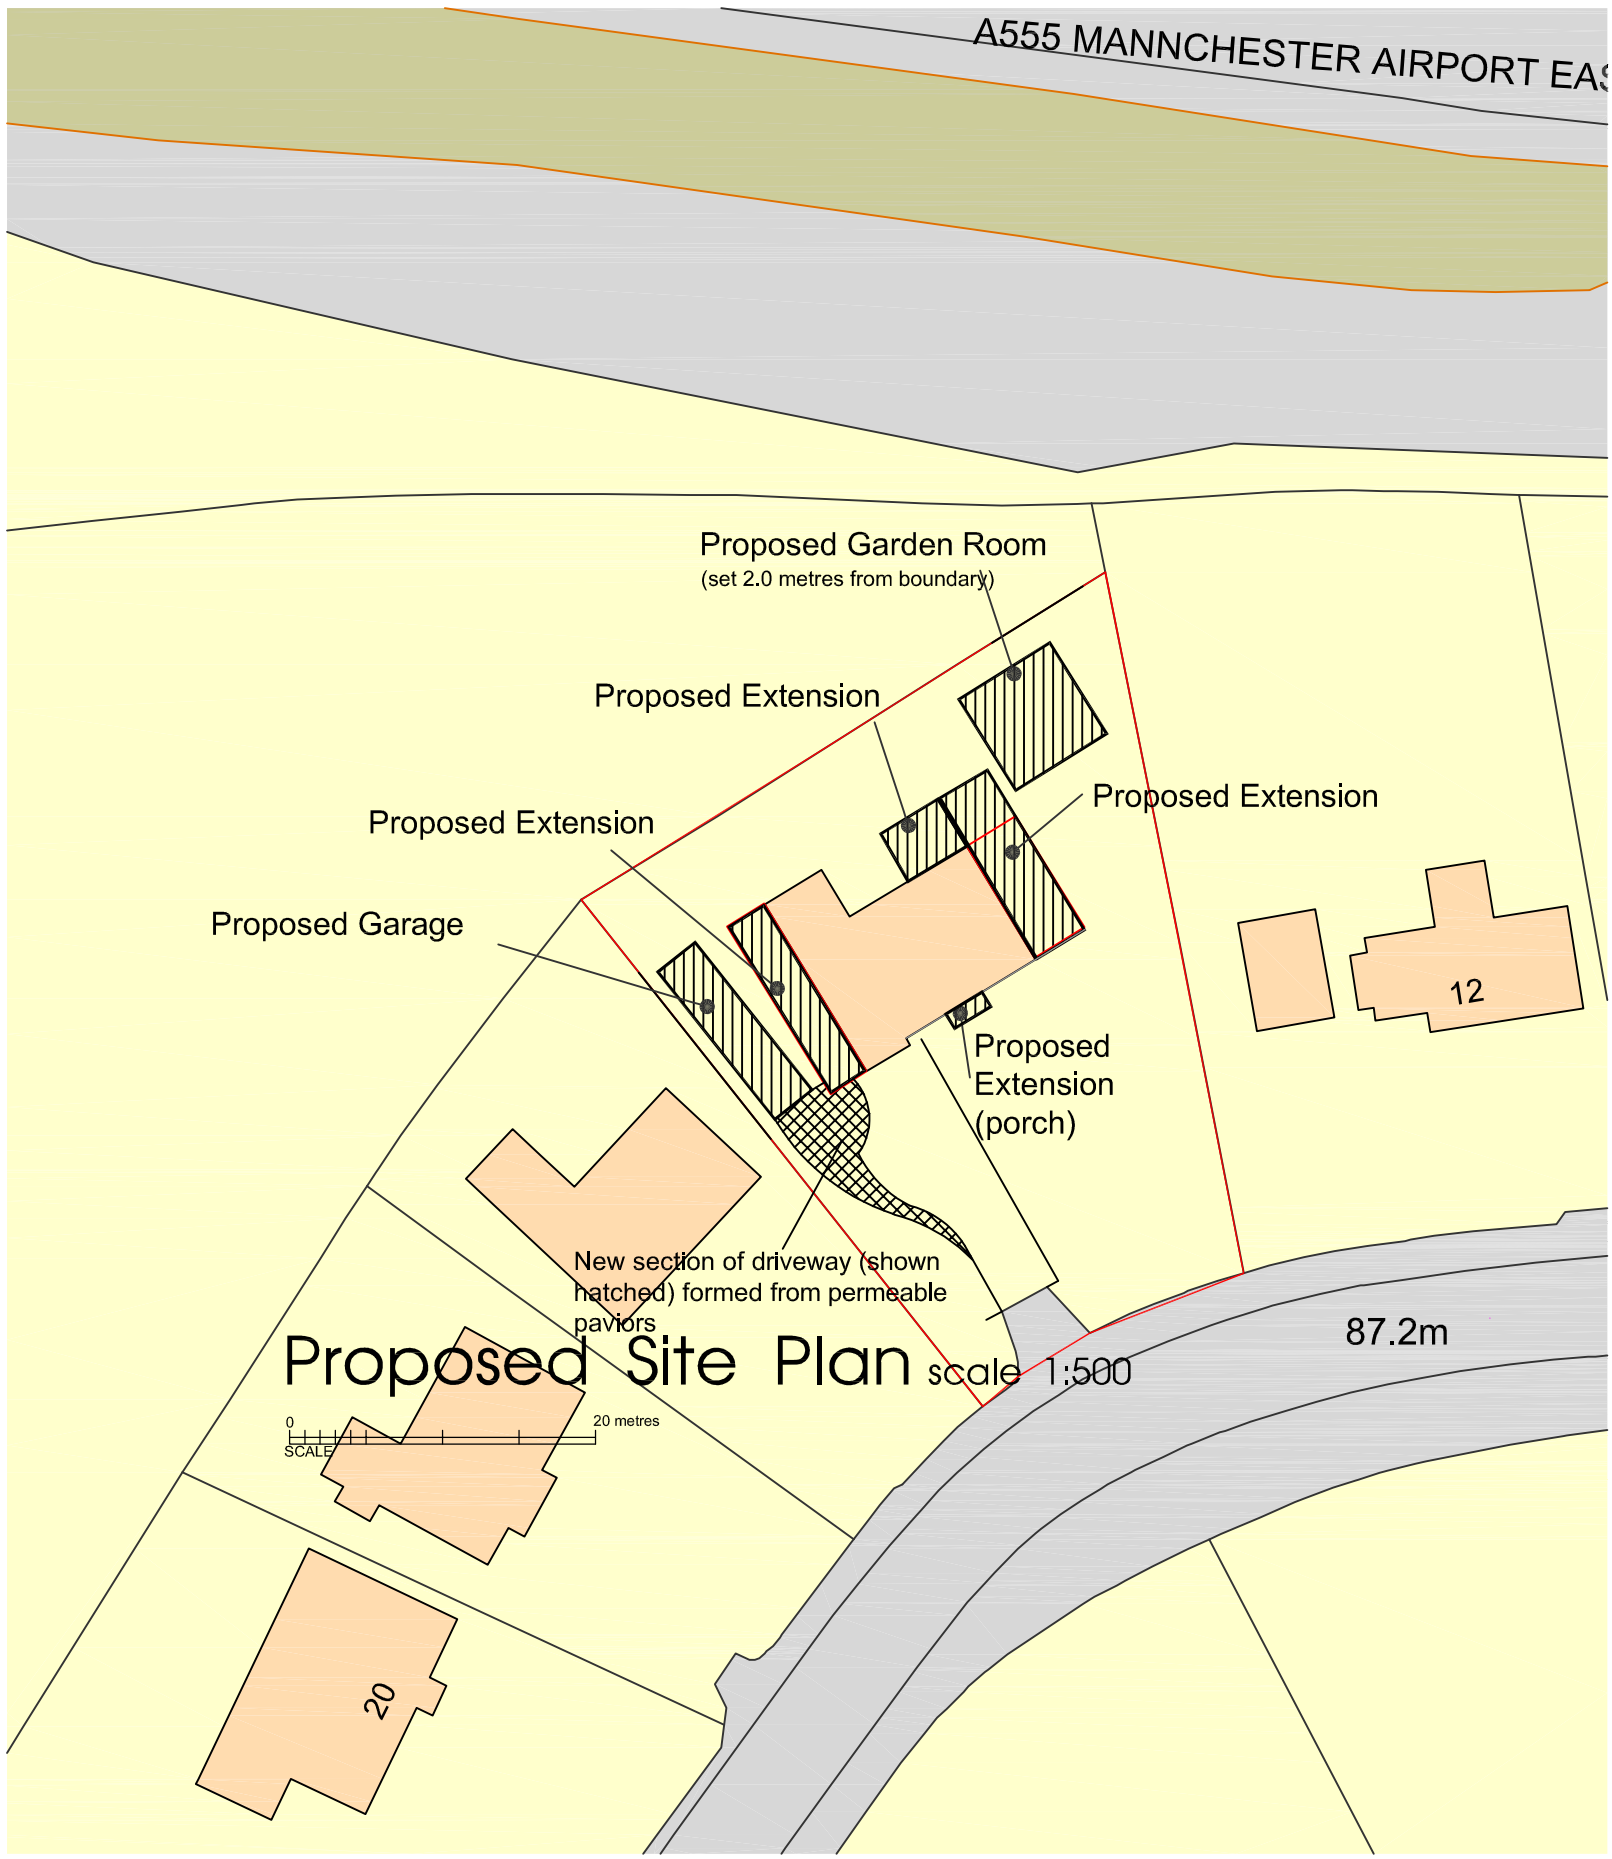 A555 MANNCHESTER AIRPORT
Proposed Garden Room
(set 2.0 metres from boundary)
Proposed Extension
Proposed Extension
Proposed Extension
Proposed Garage
12
Proposed
Extension
(porch)
New section of driveway (shown
hatched) formed from permeable
paviors
87.2m
Proposed Site Plan scale 1:500
0
20 metres
SCALE
20